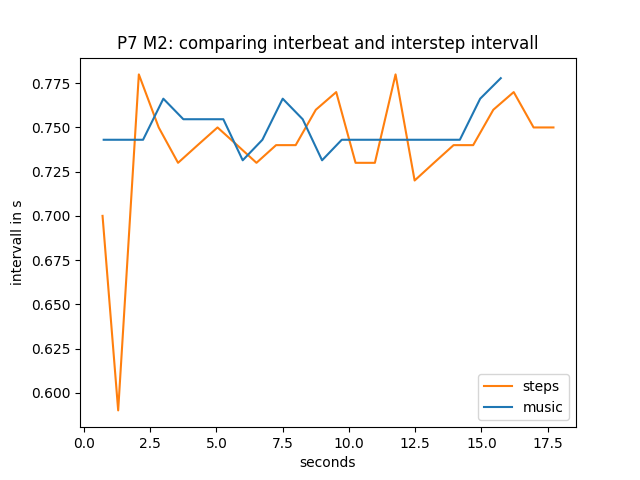 P7 M2: comparing interbeat and interstep intervall
0.775
0.750
0.725
0.700
0.675
0.650
0.625
0.600
intervall in s
steps
music
0.0 2.5 5.0 7.5 10.0 12.5 15.0 17.5
seconds